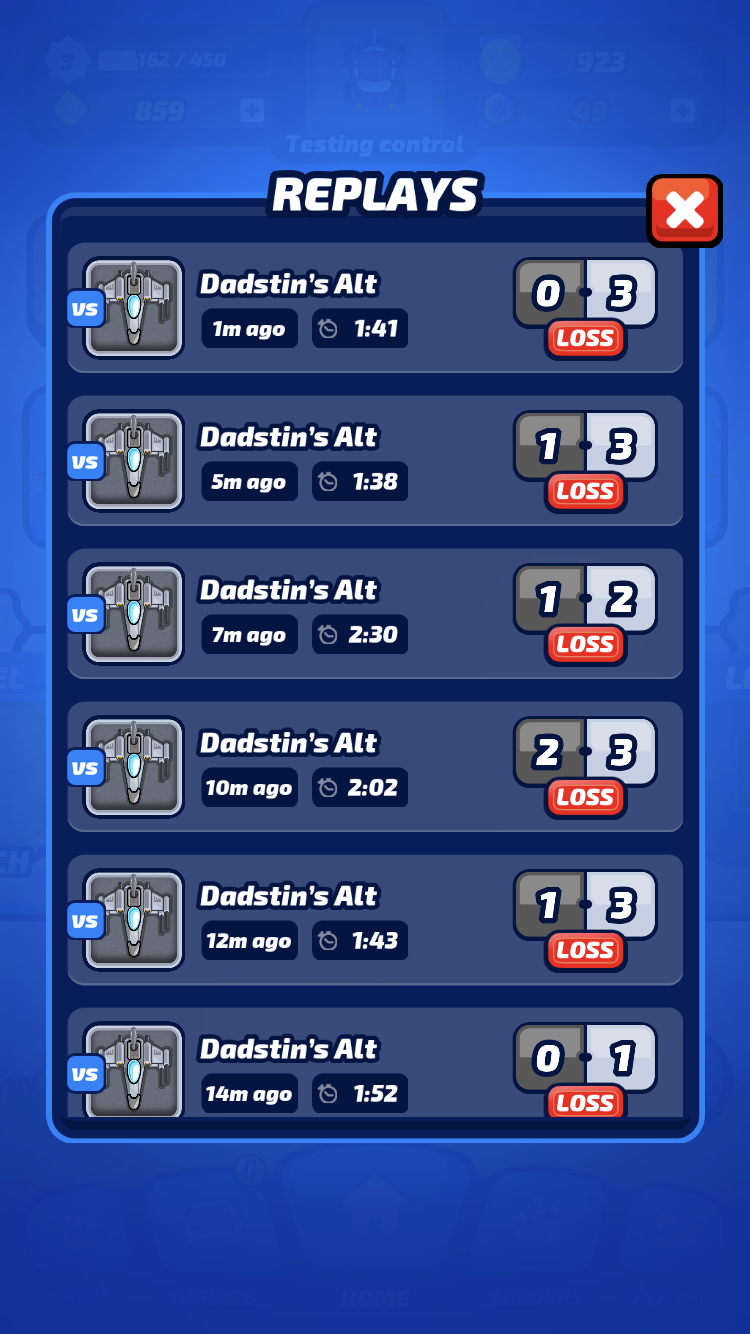 3
162 / 450
923
859
49
Testing control
REPLAYS
VS
Dadstin's Alt
1m ago
1:41
0 - 3
LOSS
VS
Dadstin's Alt
5m ago
1:38
1 - 3
LOSS
VS
Dadstin's Alt
7m ago
2:30
1 - 2
LOSS
VS
Dadstin's Alt
10m ago
2:02
2 - 3
LOSS
VS
Dadstin's Alt
12m ago
1:43
1 - 3
LOSS
VS
Dadstin's Alt
14m ago
1:52
0 - 1
LOSS
HOME